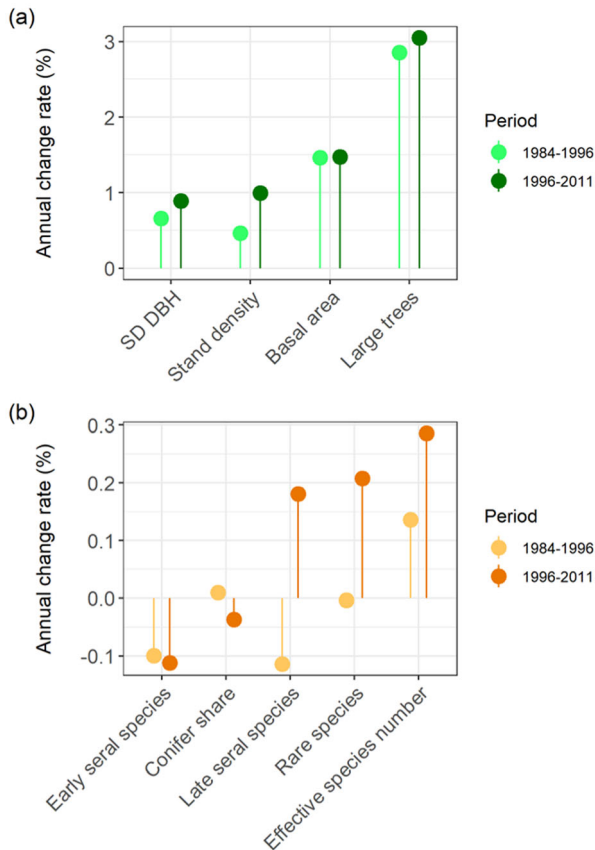 (a)
Annual change rate (%)
3
2
1
0
SD DBH
Stand density
Basal area
Large trees
Period
1984-1996
1996-2011
(b)
Annual change rate (%)
0.3
0.2
0.1
0.0
-0.1
Early seral species
Conifer share
Late seral species
Rare species
Effective species number
Period
1984-1996
1996-2011